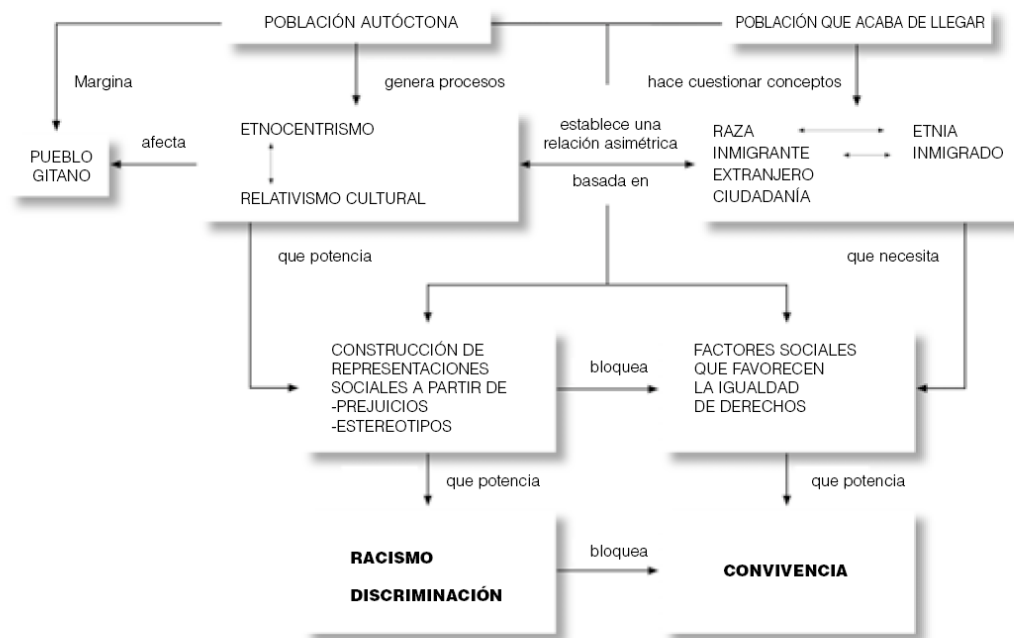 POBLACIÓN AUTÓCTONA
POBLACIÓN QUE ACABA DE LLEGAR
Margina
genera procesos
hace cuestionar conceptos
PUEBLO
GITANO
afecta
ETNOCENTRISMO
RELATIVISMO CULTURAL
establece una
relación asimétrica
basada en
RAZA ETNIA
INMIGRANTE INMIGRADO
EXTRANJERO
CIUDADANÍA
que potencia
que necesita
CONSTRUCCIÓN DE
REPRESENTACIONES
SOCIALES A PARTIR DE
-PREJUICIOS
-ESTEREOTIPOS
bloquea
FACTORES SOCIALES
QUE FAVORECEN
LA IGUALDAD
DE DERECHOS
que potencia
que potencia
RACISMO
DISCRIMINACIÓN
bloquea
CONVIVENCIA